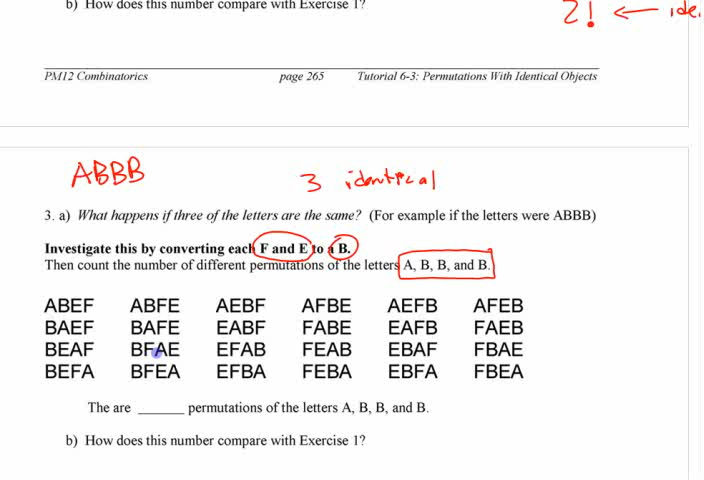 b) How does this number compare with Exercise 1?
2! ← ide
PM12 Combinatorics page 265 Tutorial 6-3: Permutations With Identical Objects
ABBB 3 identical
3. a) What happens if three of the letters are the same? (For example if the letters were ABBB)
Investigate this by converting each F and E to a B.
Then count the number of different permutations of the letters A, B, B, and B.
ABEF ABFE AEBF AFBE AEFB AFEB
BAEF BAFE EABF FABE EAFB FAEB
BEAF BFAE EFAB FEAB EBAF FBAE
BEFA BFEA EFBA FEBA EBFA FBEA
The are ______ permutations of the letters A, B, B, and B.
b) How does this number compare with Exercise 1?